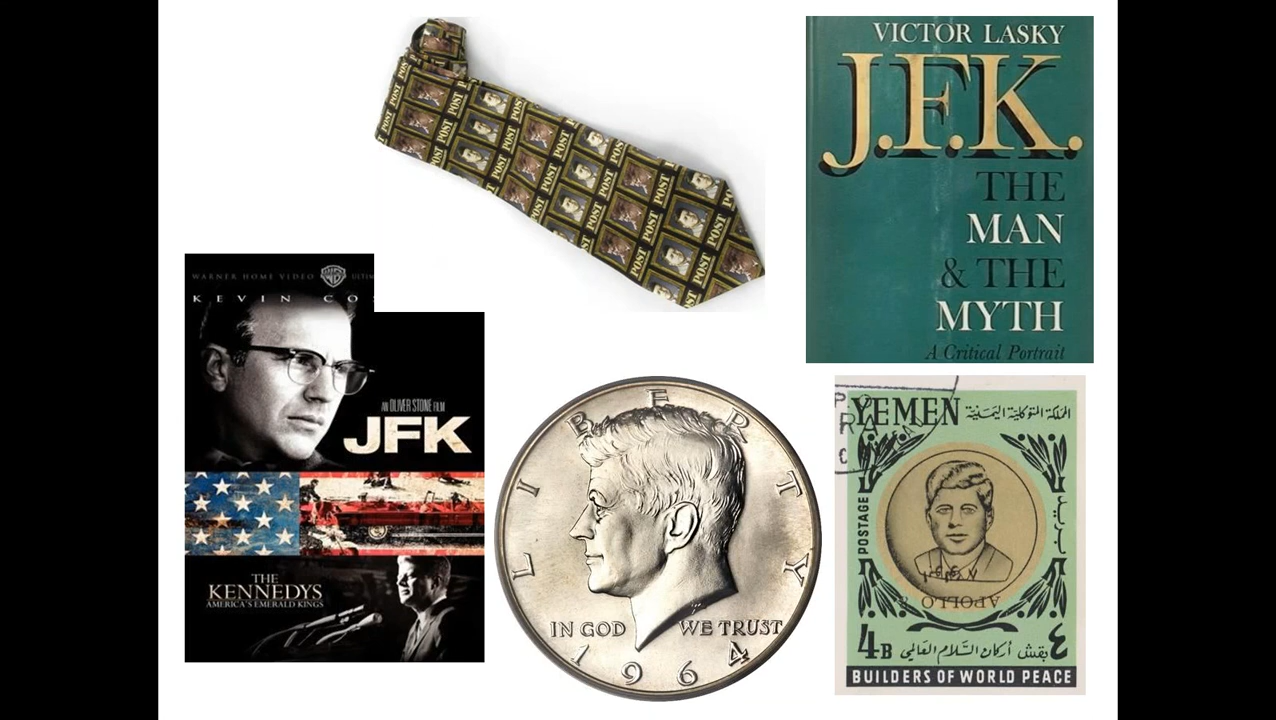 POST
VICTOR LASKY
J.F.K.
THE
MAN
& THE
MYTH
A Critical Portrait
WARNER HOME VIDEO
KEVIN
AN OLIVER STONE FILM
JFK
THE
KENNEDYS
AMERICA'S EMERALD KINGS
LIBERTY
IN GOD WE TRUST
1964
YEMEN المملكة المتوكلية اليمنية
POSTAGE
بريد
APOLLO
4B
٤ بقش أركان السلام العالمي
BUILDERS OF WORLD PEACE